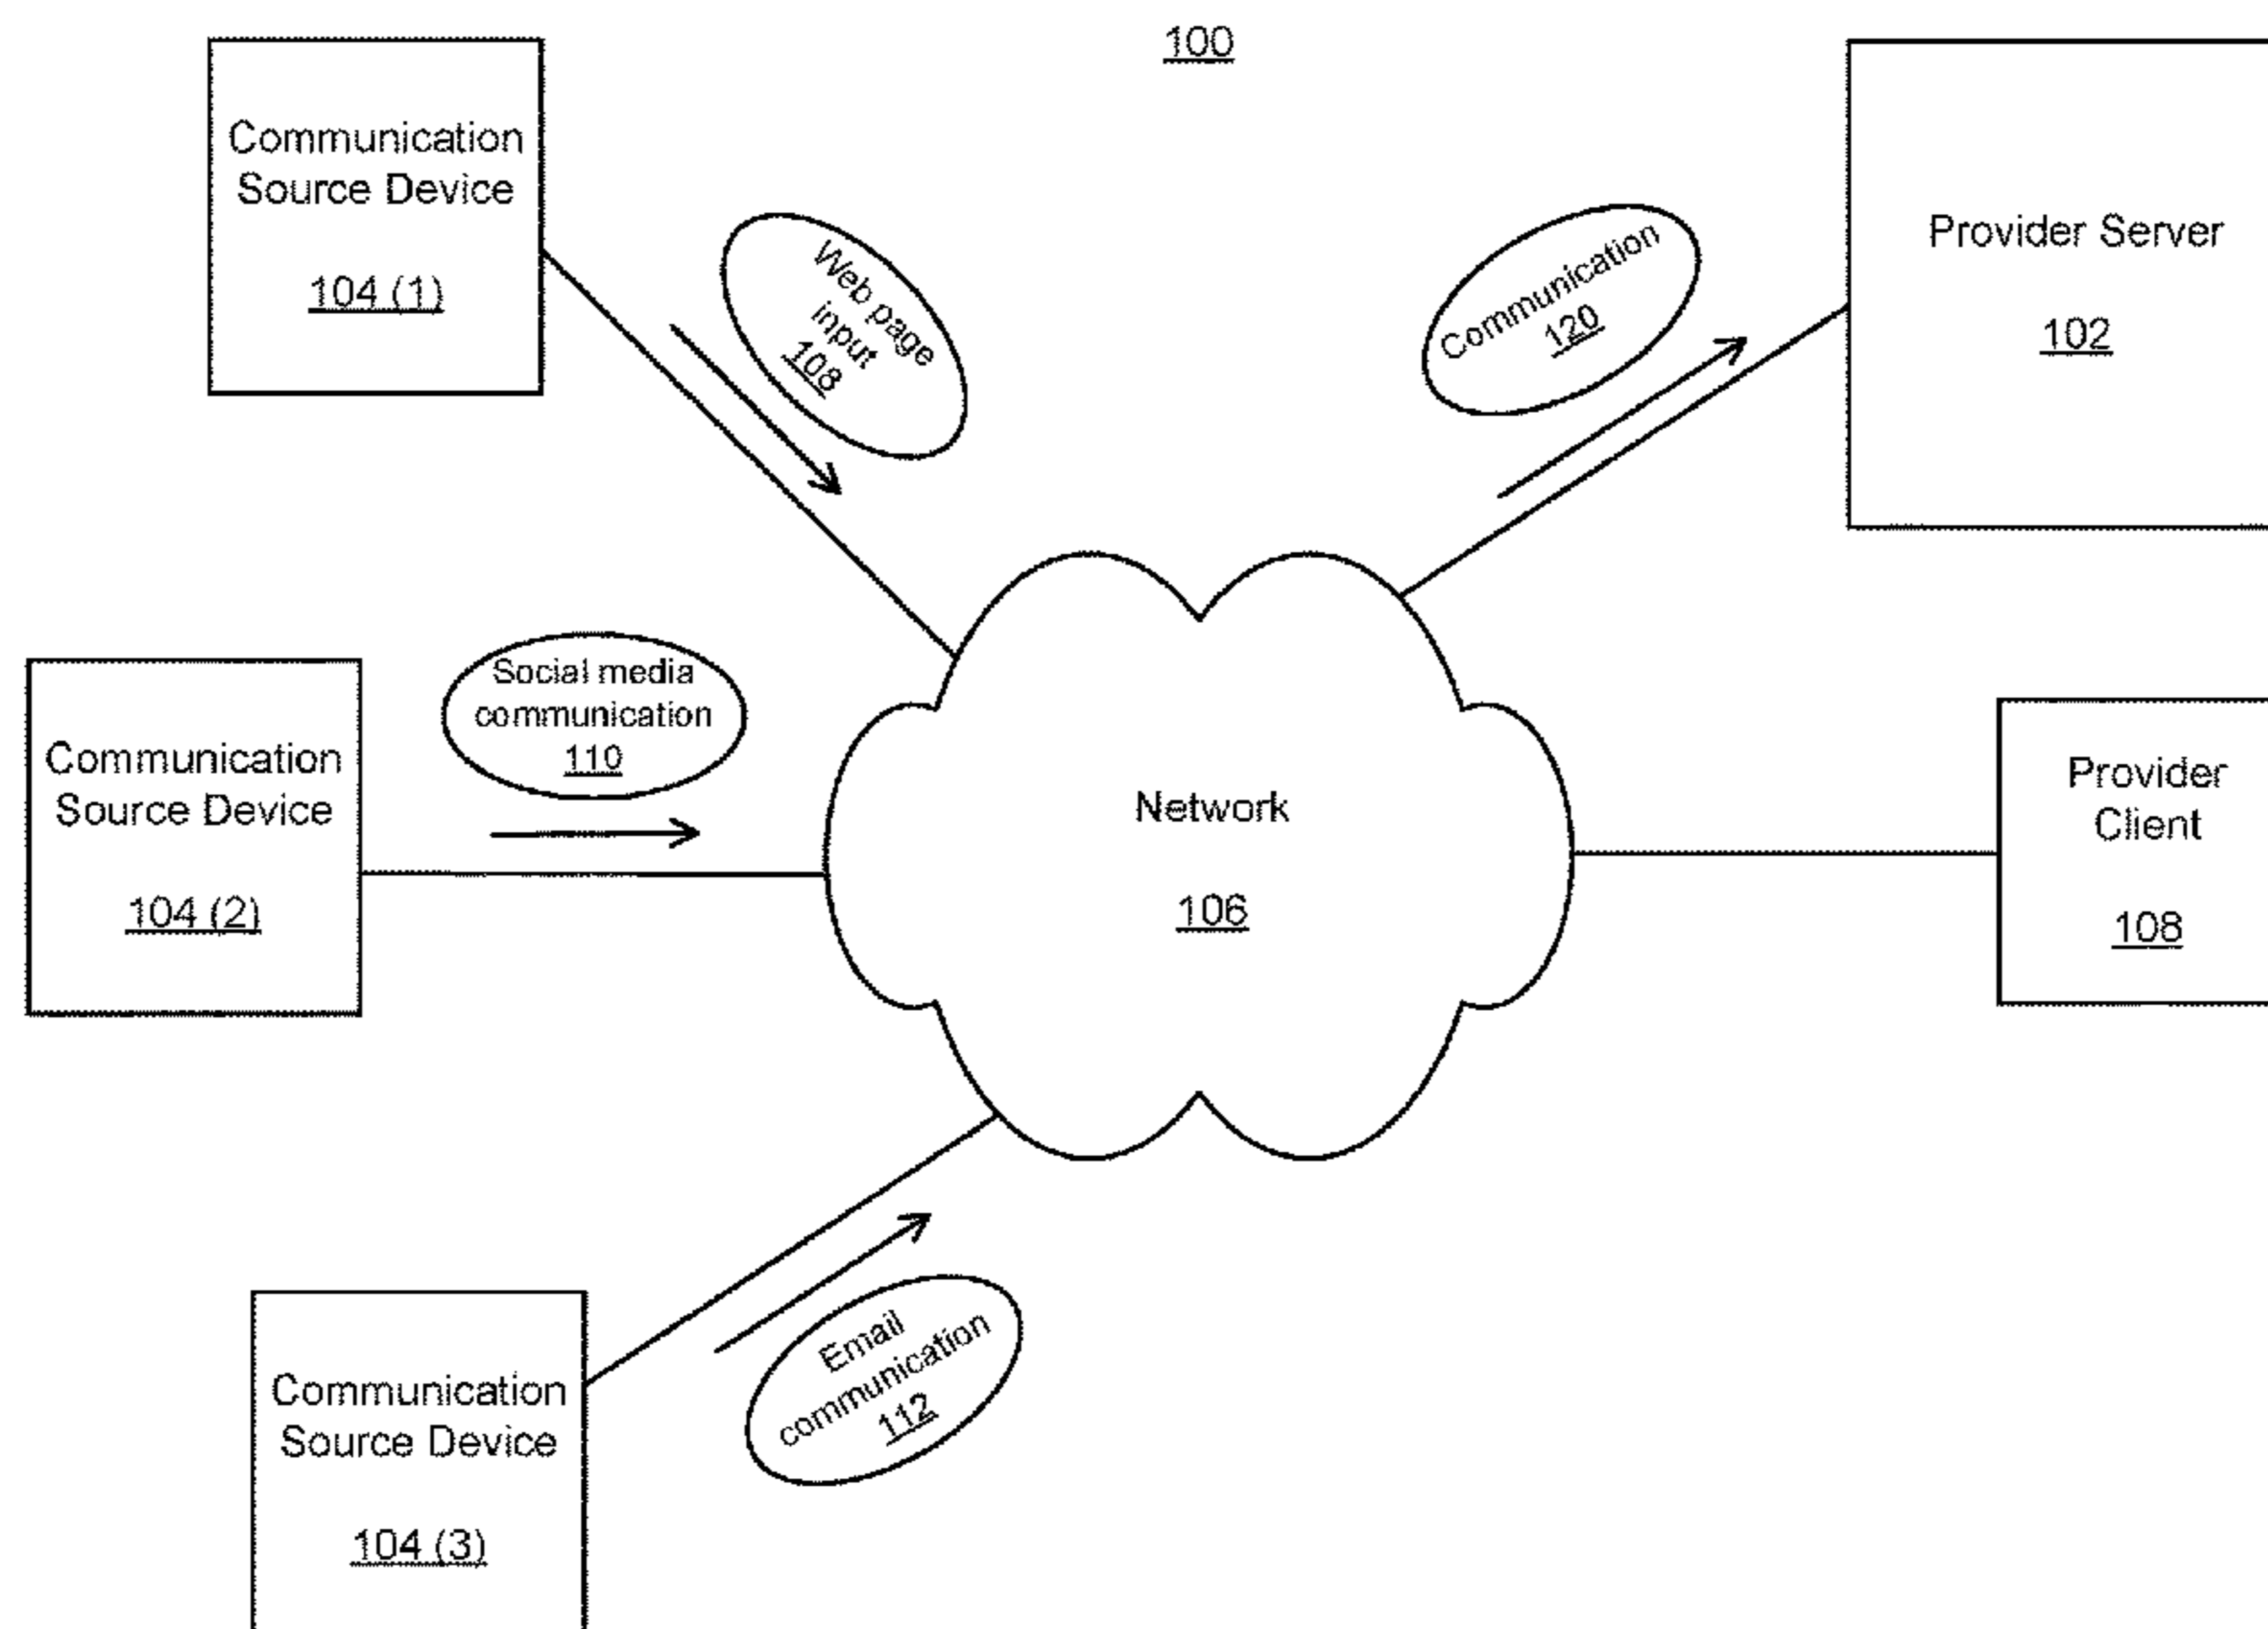 100
Communication
Source Device
104 (1)
Web page
input
108
Communication
120
Provider Server
102
Social media
communication
110
Communication
Source Device
104 (2)
Network
106
Provider
Client
108
Email
communication
112
Communication
Source Device
104 (3)